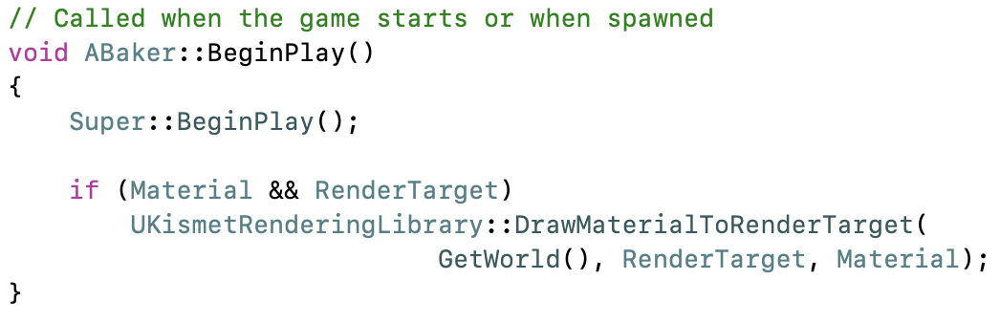 // Called when the game starts or when spawned
void ABaker::BeginPlay()
{
    Super::BeginPlay();

    if (Material && RenderTarget)
        UKismetRenderingLibrary::DrawMaterialToRenderTarget(
                            GetWorld(), RenderTarget, Material);
}